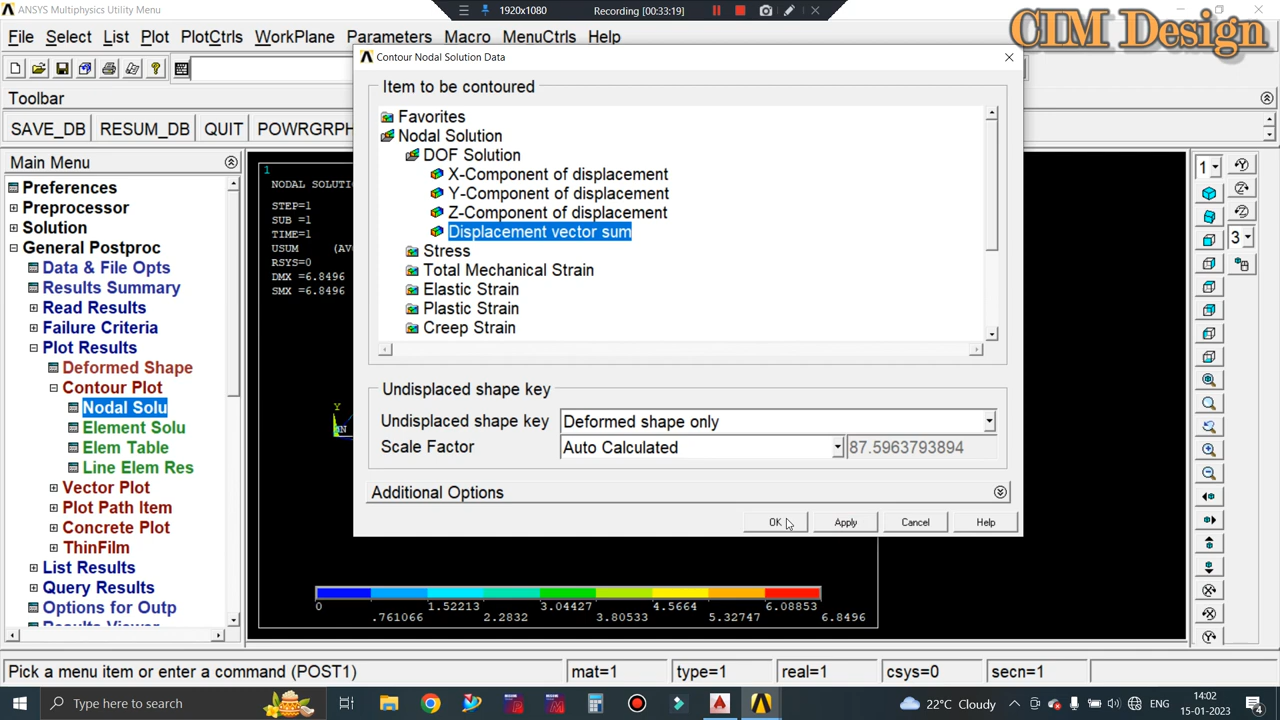 ANSYS Multiphysics Utility Menu
1920x1080
Recording [00:33:19]
CIM Design
File Select List Plot PlotCtrls WorkPlane Parameters Macro MenuCtrls Help
Contour Nodal Solution Data
Toolbar
SAVE_DB RESUM_DB QUIT POWRGRPH
Main Menu
Preferences
Preprocessor
Solution
General Postproc
Data & File Opts
Results Summary
Read Results
Failure Criteria
Plot Results
Deformed Shape
Contour Plot
Nodal Solu
Element Solu
Elem Table
Line Elem Res
Vector Plot
Plot Path Item
Concrete Plot
ThinFilm
List Results
Query Results
Options for Outp
Results Viewer
1
NODAL SOLUTI
STEP=1
SUB =1
TIME=1
USUM (AV
RSYS=0
DMX =6.8496
SMX =6.8496
Y
Item to be contoured
Favorites
Nodal Solution
DOF Solution
X-Component of displacement
Y-Component of displacement
Z-Component of displacement
Displacement vector sum
Stress
Total Mechanical Strain
Elastic Strain
Plastic Strain
Creep Strain
Undisplaced shape key
Undisplaced shape key Deformed shape only
Scale Factor Auto Calculated 87.5963793894
Additional Options
OK Apply Cancel Help
0 1.52213 3.04427 4.5664 6.08853
.761066 2.2832 3.80533 5.32747 6.8496
1
3
Pick a menu item or enter a command (POST1) mat=1 type=1 real=1 csys=0 secn=1
Type here to search
22°C Cloudy
ENG
14:02
15-01-2023
4